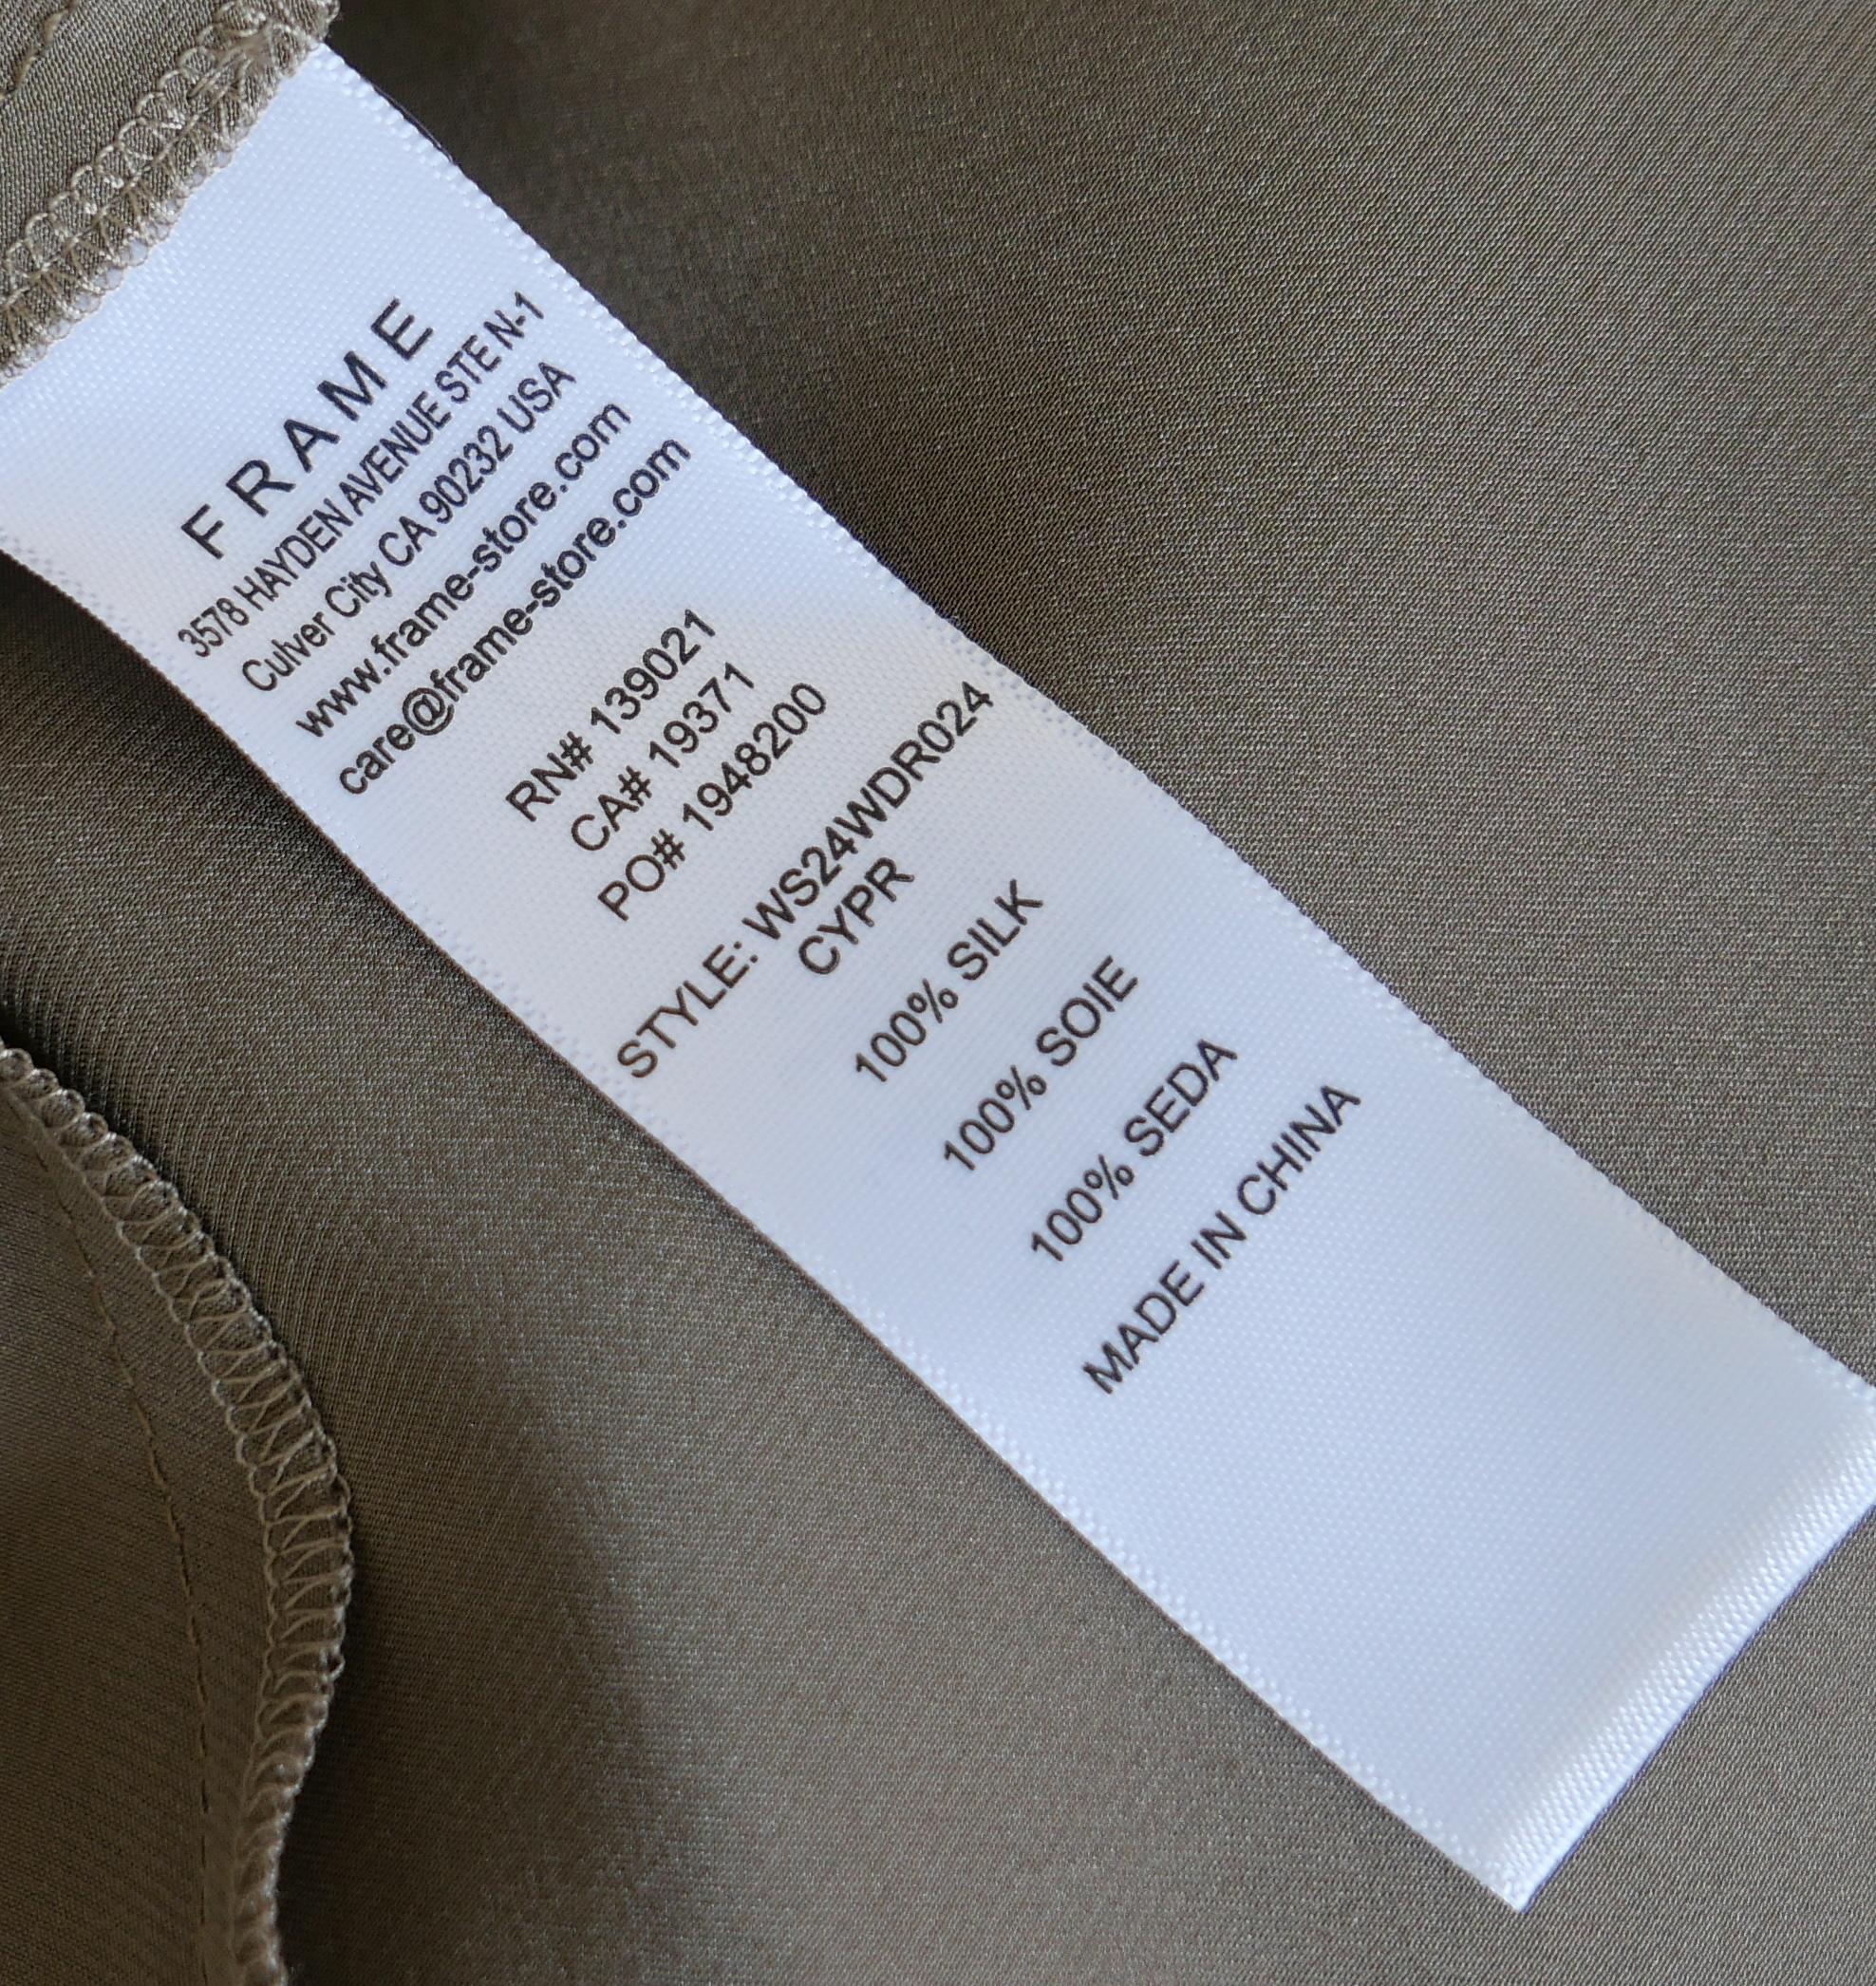 FRAME
3578 HAYDEN AVENUE STE N-1
Culver City CA 90232 USA
www.frame-store.com
care@frame-store.com
RN# 139021
CA# 19371
PO# 1948200
STYLE: WS24WDR024
CYPR
100% SILK
100% SOIE
100% SEDA
MADE IN CHINA